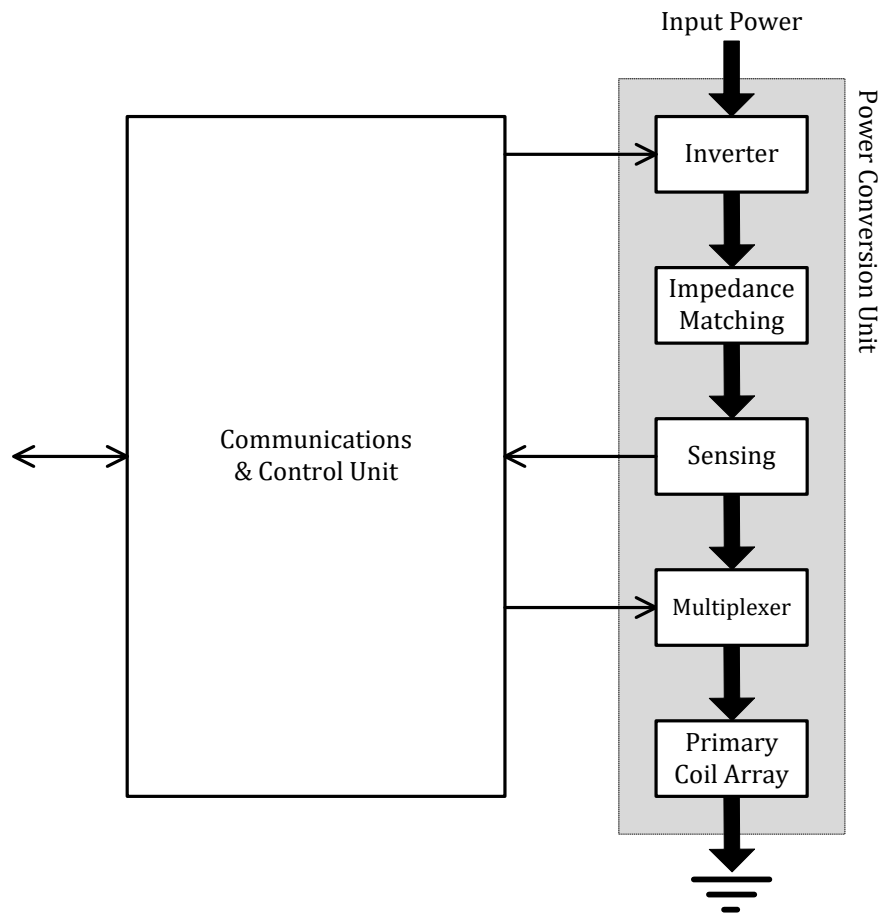 Input Power
Power Conversion Unit
Inverter
Impedance
Matching
Communications
& Control Unit
Sensing
Multiplexer
Primary
Coil Array